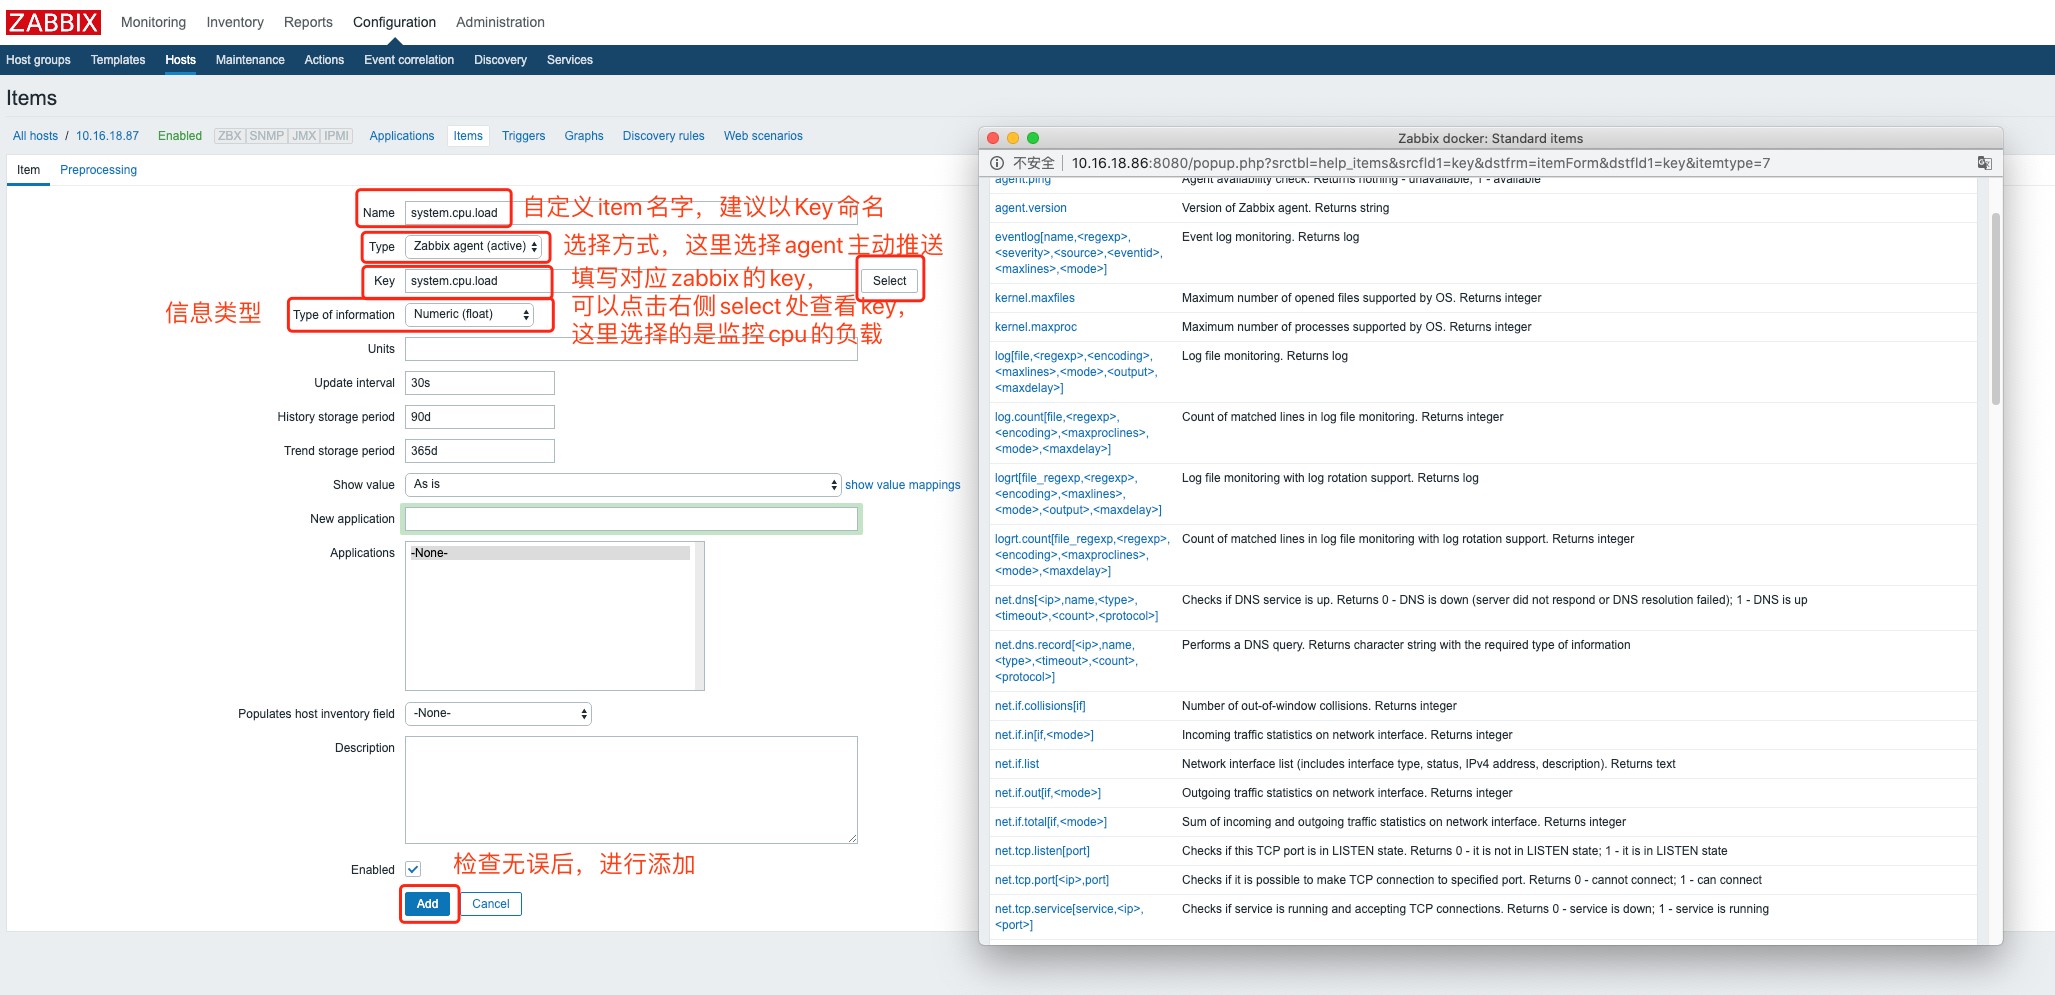 ZABBIX Monitoring Inventory Reports Configuration Administration
Host groups Templates Hosts Maintenance Actions Event correlation Discovery Services
Items
All hosts / 10.16.18.87 Enabled ZBX SNMP JMX IPMI Applications Items Triggers Graphs Discovery rules Web scenarios
Item Preprocessing
Name system.cpu.load 自定义item名字，建议以Key命名
Type Zabbix agent (active) 选择方式，这里选择agent主动推送
Key system.cpu.load 填写对应zabbix的key， Select
可以点击右侧select处查看key，
信息类型 Type of information Numeric (float)
这里选择的是监控cpu的负载
Units
Update interval 30s
History storage period 90d
Trend storage period 365d
Show value As is show value mappings
New application
Applications -None-
Populates host inventory field -None-
Description
Enabled 检查无误后，进行添加
Add Cancel
Zabbix docker: Standard items
不安全 10.16.18.86:8080/popup.php?srctbl=help_items&srcfld1=key&dstfrm=itemForm&dstfld1=key&itemtype=7
agent.ping Agent availability check. Returns nothing - unavailable; 1 - available
agent.version Version of Zabbix agent. Returns string
eventlog[name,<regexp>, Event log monitoring. Returns log
<severity>,<source>,<eventid>,
<maxlines>,<mode>]
kernel.maxfiles Maximum number of opened files supported by OS. Returns integer
kernel.maxproc Maximum number of processes supported by OS. Returns integer
log[file,<regexp>,<encoding>, Log file monitoring. Returns log
<maxlines>,<mode>,<output>,
<maxdelay>]
log.count[file,<regexp>, Count of matched lines in log file monitoring. Returns integer
<encoding>,<maxproclines>,
<mode>,<maxdelay>]
logrt[file_regexp,<regexp>, Log file monitoring with log rotation support. Returns log
<encoding>,<maxlines>,
<mode>,<output>,<maxdelay>]
logrt.count[file_regexp,<regexp>, Count of matched lines in log file monitoring with log rotation support. Returns integer
<encoding>,<maxproclines>,
<mode>,<maxdelay>]
net.dns[<ip>,name,<type>, Checks if DNS service is up. Returns 0 - DNS is down (server did not respond or DNS resolution failed); 1 - DNS is up
<timeout>,<count>,<protocol>]
net.dns.record[<ip>,name, Performs a DNS query. Returns character string with the required type of information
<type>,<timeout>,<count>,
<protocol>]
net.if.collisions[if] Number of out-of-window collisions. Returns integer
net.if.in[if,<mode>] Incoming traffic statistics on network interface. Returns integer
net.if.list Network interface list (includes interface type, status, IPv4 address, description). Returns text
net.if.out[if,<mode>] Outgoing traffic statistics on network interface. Returns integer
net.if.total[if,<mode>] Sum of incoming and outgoing traffic statistics on network interface. Returns integer
net.tcp.listen[port] Checks if this TCP port is in LISTEN state. Returns 0 - it is not in LISTEN state; 1 - it is in LISTEN state
net.tcp.port[<ip>,port] Checks if it is possible to make TCP connection to specified port. Returns 0 - cannot connect; 1 - can connect
net.tcp.service[service,<ip>, Checks if service is running and accepting TCP connections. Returns 0 - service is down; 1 - service is running
<port>]